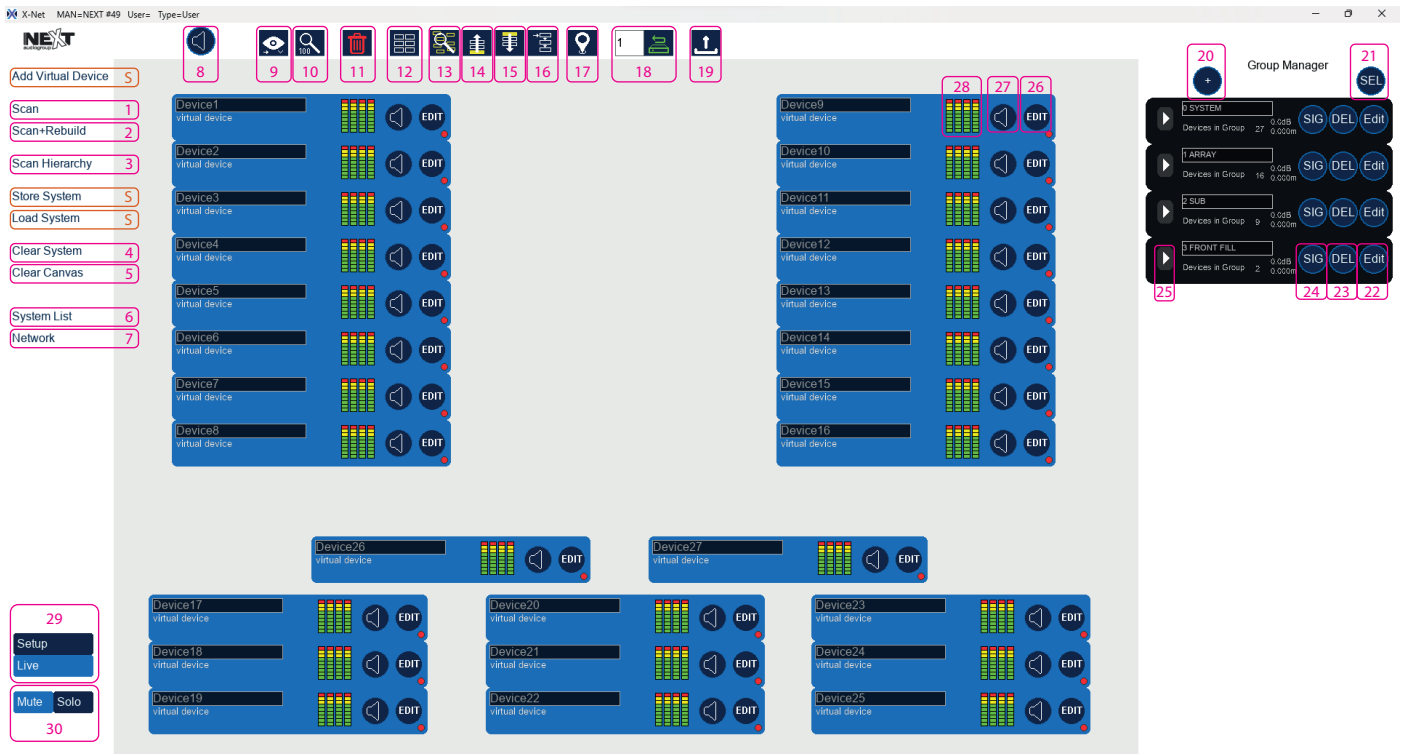 X-Net MAN=NEXT #49 User= Type=User
NEXT
audiogroup
100
1
8
9
10
11
12
13
14
15
16
17
18
19
20
+
Group Manager
21
SEL
Add Virtual Device S
Scan 1
Scan+Rebuild 2
Scan Hierarchy 3
Store System S
Load System S
Clear System 4
Clear Canvas 5
System List 6
Network 7
Device1
virtual device
EDIT
Device2
virtual device
EDIT
Device3
virtual device
EDIT
Device4
virtual device
EDIT
Device5
virtual device
EDIT
Device6
virtual device
EDIT
Device7
virtual device
EDIT
Device8
virtual device
EDIT
28
27
26
Device9
virtual device
EDIT
Device10
virtual device
EDIT
Device11
virtual device
EDIT
Device12
virtual device
EDIT
Device13
virtual device
EDIT
Device14
virtual device
EDIT
Device15
virtual device
EDIT
Device16
virtual device
EDIT
0 SYSTEM
Devices in Group 27
0.0dB
0.000m
SIG DEL Edit
1 ARRAY
Devices in Group 16
0.0dB
0.000m
SIG DEL Edit
2 SUB
Devices in Group 9
0.0dB
0.000m
SIG DEL Edit
3 FRONT FILL
Devices in Group 2
0.0dB
0.000m
SIG DEL Edit
25
24
23
22
Device26
virtual device
EDIT
Device27
virtual device
EDIT
Device17
virtual device
EDIT
Device18
virtual device
EDIT
Device19
virtual device
EDIT
Device20
virtual device
EDIT
Device21
virtual device
EDIT
Device22
virtual device
EDIT
Device23
virtual device
EDIT
Device24
virtual device
EDIT
Device25
virtual device
EDIT
29
Setup
Live
Mute Solo
30